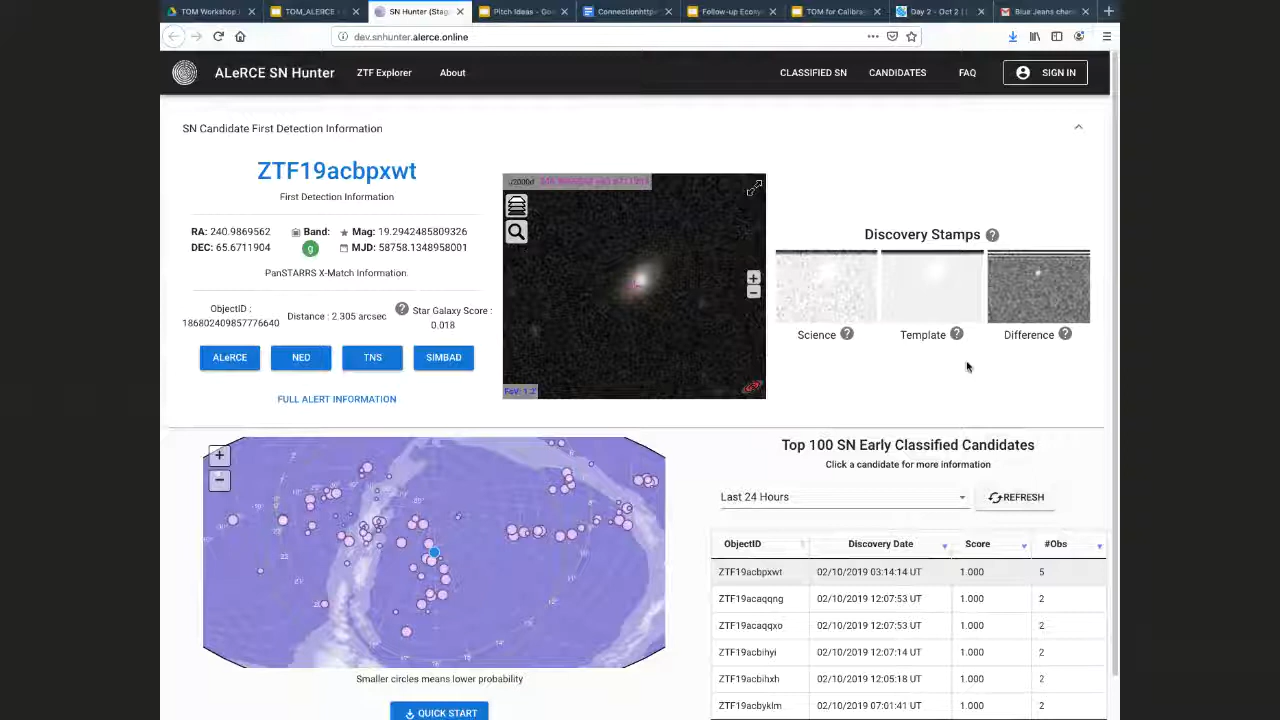 TOM Workshop
TOM_ALERCE
SN Hunter (Stag
Pitch Ideas - Go
Connectionhttp
Follow-up Ecosy
TOM for Calibra
Day 2 - Oct 2 |
Blue Jeans chan
dev.snhunter.alerce.online
ALeRCE SN Hunter
ZTF Explorer
About
CLASSIFIED SN
CANDIDATES
FAQ
SIGN IN
SN Candidate First Detection Information
ZTF19acbpxwt
First Detection Information
RA: 240.9869562
Band:
Mag: 19.2942485809326
DEC: 65.6711904
g
MJD: 58758.1348958001
PanSTARRS X-Match Information.
ObjectID :
186802409857776640
Distance : 2.305 arcsec
Star Galaxy Score :
0.018
ALeRCE
NED
TNS
SIMBAD
FULL ALERT INFORMATION
J2000d
FoV: 1.2'
Discovery Stamps
Science
Template
Difference
Smaller circles means lower probability
QUICK START
Top 100 SN Early Classified Candidates
Click a candidate for more information
Last 24 Hours
REFRESH
ObjectID Discovery Date Score #Obs
ZTF19acbpxwt 02/10/2019 03:14:14 UT 1.000 5
ZTF19acaqqng 02/10/2019 12:07:53 UT 1.000 2
ZTF19acaqqxo 02/10/2019 12:07:53 UT 1.000 2
ZTF19acbihyi 02/10/2019 12:07:14 UT 1.000 2
ZTF19acbihxh 02/10/2019 12:05:18 UT 1.000 2
ZTF19acbyklm 02/10/2019 07:01:41 UT 1.000 2